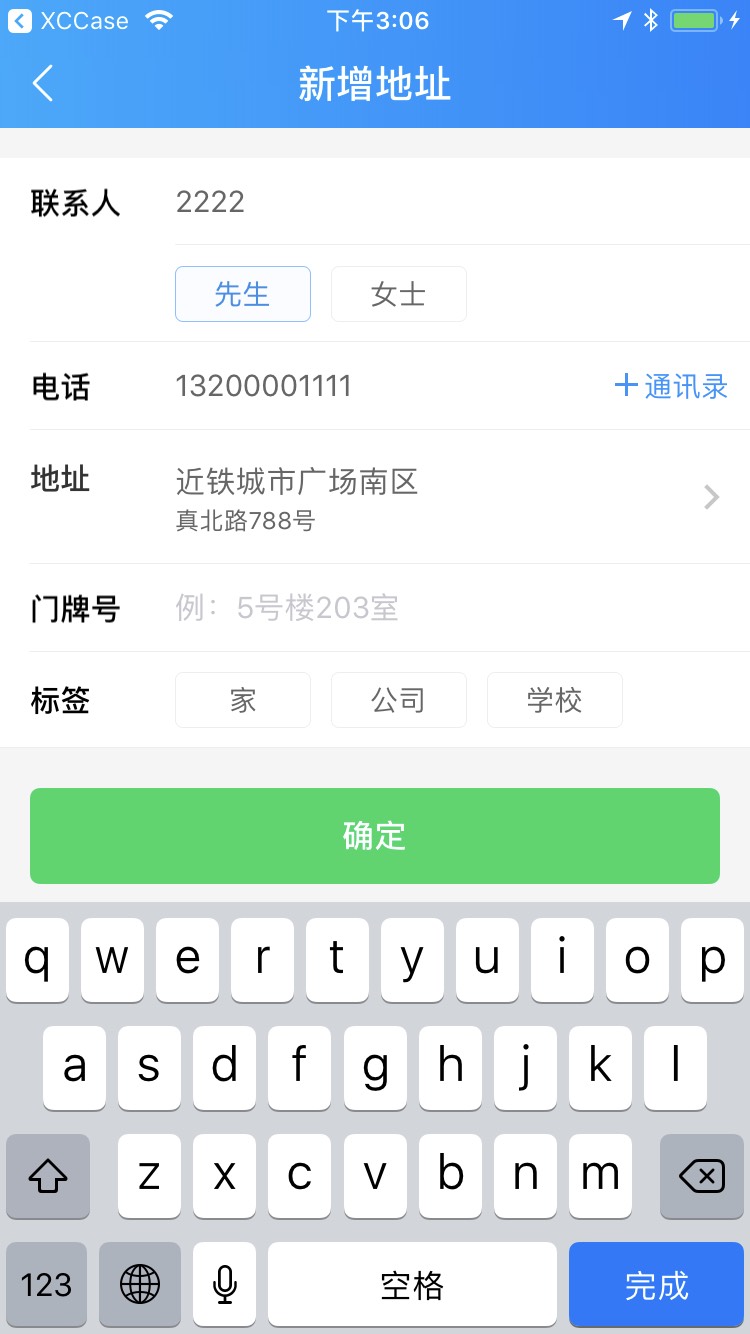 XCCase 下午3:06
新增地址
联系人 2222
先生 女士
电话 13200001111 +通讯录
地址 近铁城市广场南区
真北路788号
门牌号 例：5号楼203室
标签 家 公司 学校
确定
q w e r t y u i o p
a s d f g h j k l
z x c v b n m
123 空格 完成